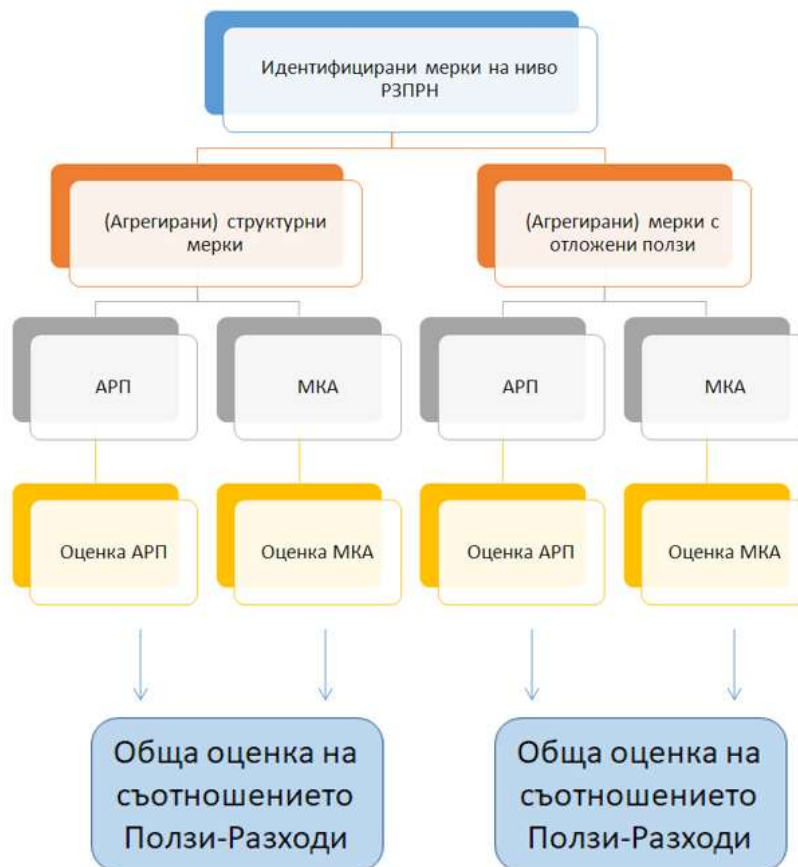 Идентифицирани мерки на ниво
РЗПРН
(Агрегирани) структурни
мерки
(Агрегирани) мерки с
отложени ползи
АРП
МКА
АРП
МКА
Оценка АРП
Оценка МКА
Оценка АРП
Оценка МКА
Обща оценка на
съотношението
Ползи-Разходи
Обща оценка на
съотношението
Ползи-Разходи